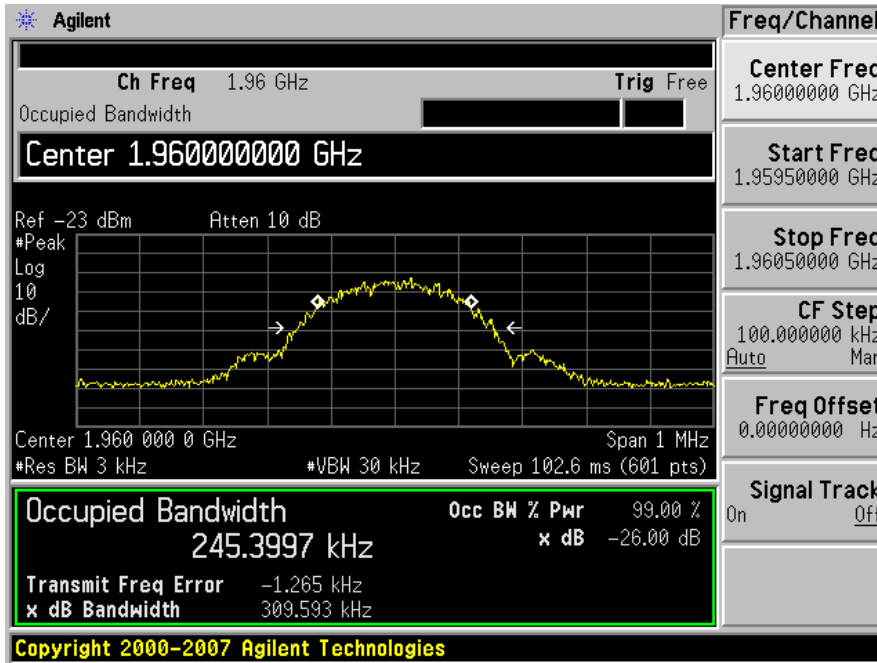 Agilent
Freq/Channel
Ch Freq 1.96 GHz Trig Free
Occupied Bandwidth
Center 1.960000000 GHz
Ref -23 dBm Atten 10 dB
#Peak
Log
10
dB/
Center 1.960 000 0 GHz Span 1 MHz
#Res BW 3 kHz #VBW 30 kHz Sweep 102.6 ms (601 pts)
Occupied Bandwidth
245.3997 kHz
Occ BW % Pwr 99.00 %
x dB -26.00 dB
Transmit Freq Error -1.265 kHz
x dB Bandwidth 309.593 kHz
Copyright 2000-2007 Agilent Technologies
Center Freq
1.96000000 GHz
Start Freq
1.95950000 GHz
Stop Freq
1.96050000 GHz
CF Step
100.000000 kHz
Auto Man
Freq Offset
0.00000000 Hz
Signal Track
On Off